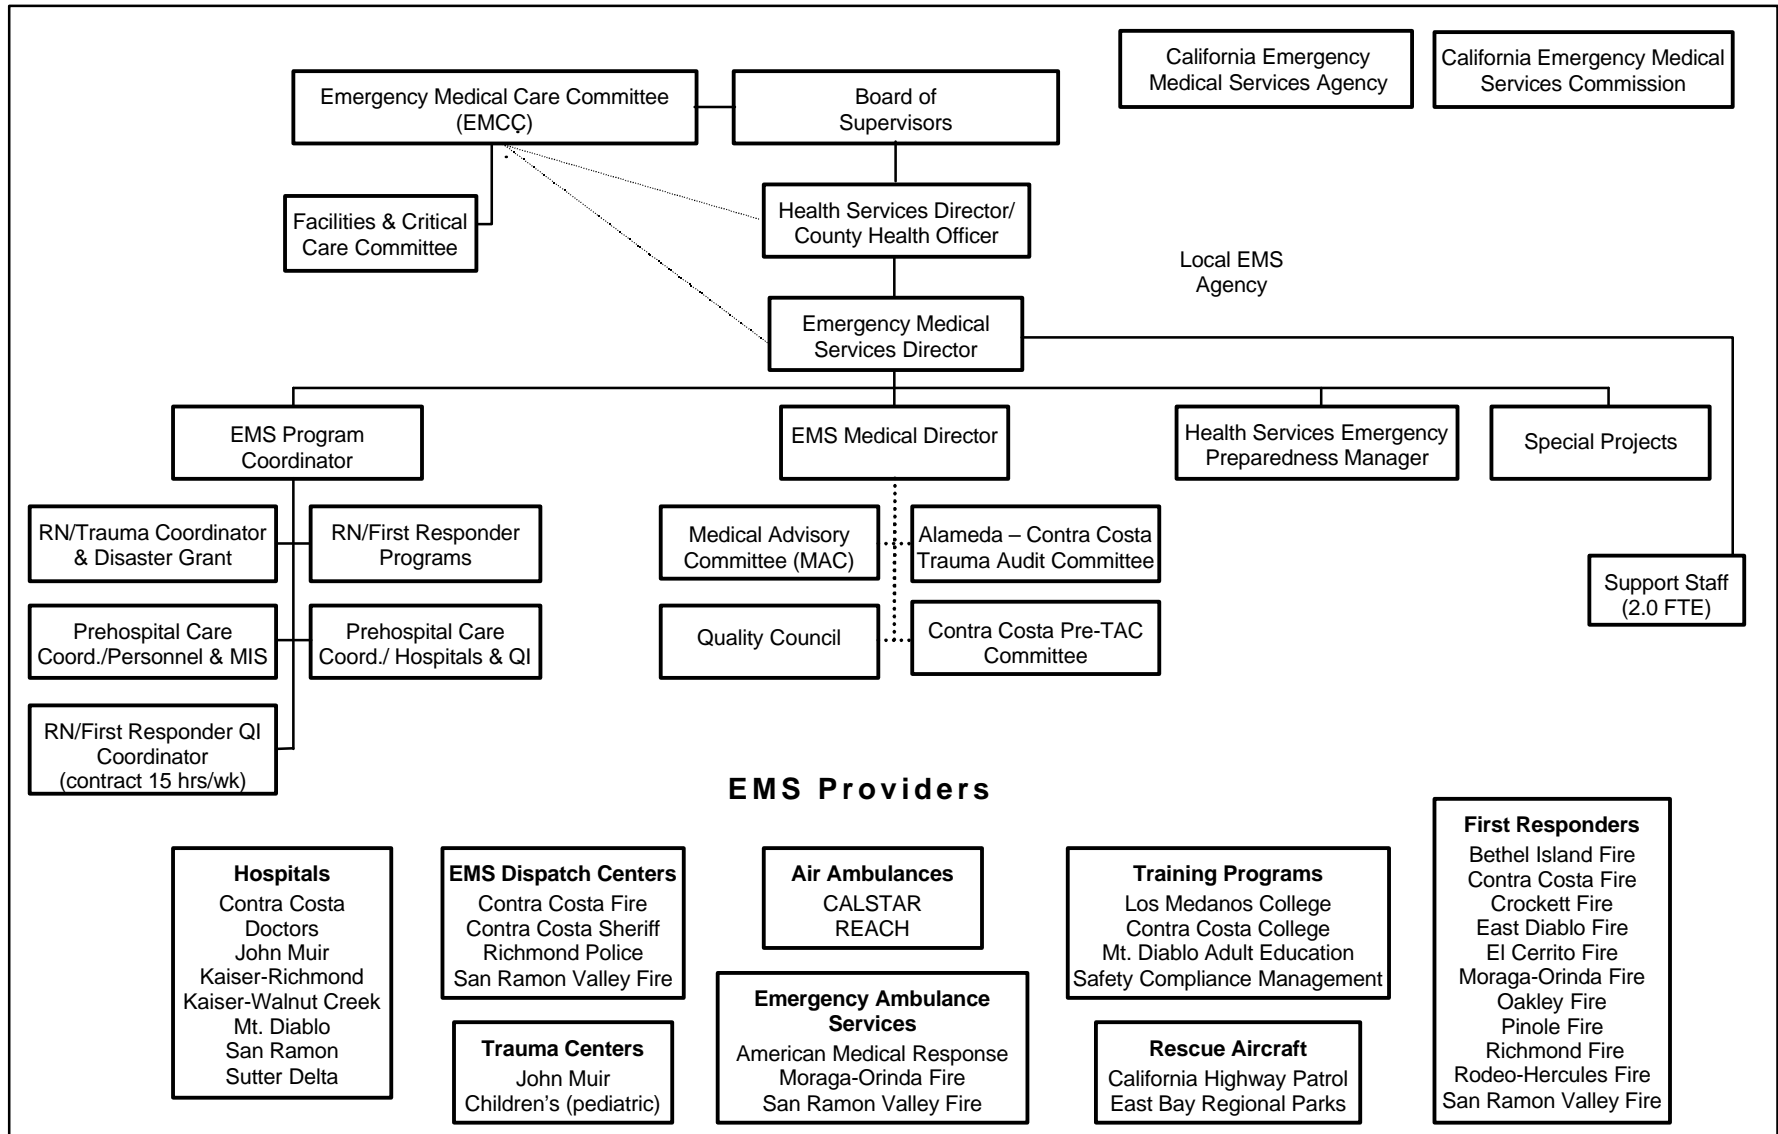 California Emergency
Medical Services Agency
California Emergency Medical
Services Commission
Emergency Medical Care Committee
(EMCC)
Board of
Supervisors
Facilities & Critical
Care Committee
Health Services Director/
County Health Officer
Local EMS
Agency
Emergency Medical
Services Director
EMS Program
Coordinator
EMS Medical Director
Health Services Emergency
Preparedness Manager
Special Projects
RN/Trauma Coordinator
& Disaster Grant
RN/First Responder
Programs
Medical Advisory
Committee (MAC)
Alameda – Contra Costa
Trauma Audit Committee
Support Staff
(2.0 FTE)
Prehospital Care
Coord./Personnel & MIS
Prehospital Care
Coord./ Hospitals & QI
Quality Council
Contra Costa Pre-TAC
Committee
RN/First Responder QI
Coordinator
(contract 15 hrs/wk)
EMS Providers
Hospitals
Contra Costa
Doctors
John Muir
Kaiser-Richmond
Kaiser-Walnut Creek
Mt. Diablo
San Ramon
Sutter Delta
EMS Dispatch Centers
Contra Costa Fire
Contra Costa Sheriff
Richmond Police
San Ramon Valley Fire
Trauma Centers
John Muir
Children's (pediatric)
Air Ambulances
CALSTAR
REACH
Emergency Ambulance
Services
American Medical Response
Moraga-Orinda Fire
San Ramon Valley Fire
Training Programs
Los Medanos College
Contra Costa College
Mt. Diablo Adult Education
Safety Compliance Management
Rescue Aircraft
California Highway Patrol
East Bay Regional Parks
First Responders
Bethel Island Fire
Contra Costa Fire
Crockett Fire
East Diablo Fire
El Cerrito Fire
Moraga-Orinda Fire
Oakley Fire
Pinole Fire
Richmond Fire
Rodeo-Hercules Fire
San Ramon Valley Fire